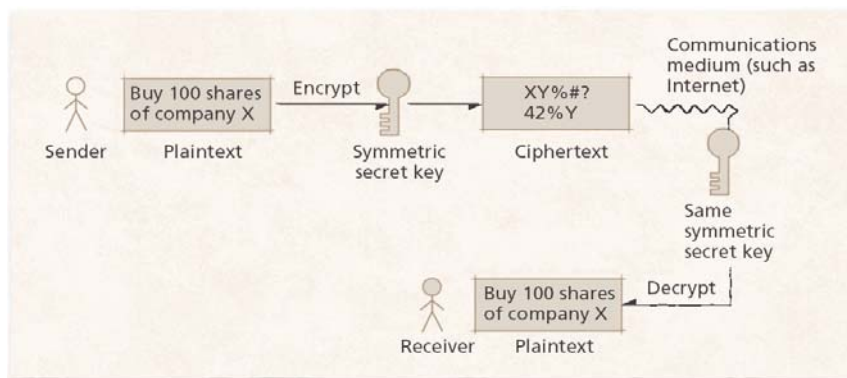 Communications
medium (such as
Internet)
Buy 100 shares
of company X
Encrypt
XY%#?
42%Y
Sender
Plaintext
Symmetric
secret key
Ciphertext
Same
symmetric
secret key
Buy 100 shares
of company X
Decrypt
Receiver
Plaintext